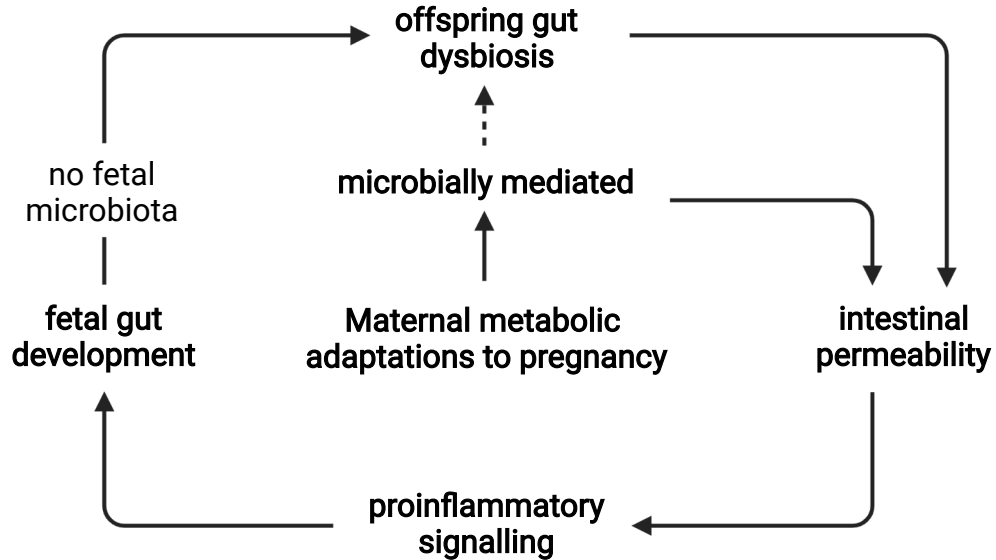 offspring gut
dysbiosis
no fetal
microbiota
microbially mediated
fetal gut
development
Maternal metabolic
adaptations to pregnancy
intestinal
permeability
proinflammatory
signalling